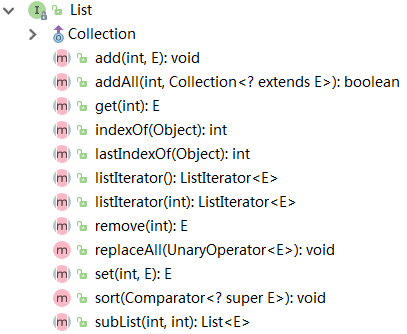 List
Collection
add(int, E): void
addAll(int, Collection<? extends E>): boolean
get(int): E
indexOf(Object): int
lastIndexOf(Object): int
listIterator(): ListIterator<E>
listIterator(int): ListIterator<E>
remove(int): E
replaceAll(UnaryOperator<E>): void
set(int, E): E
sort(Comparator<? super E>): void
subList(int, int): List<E>